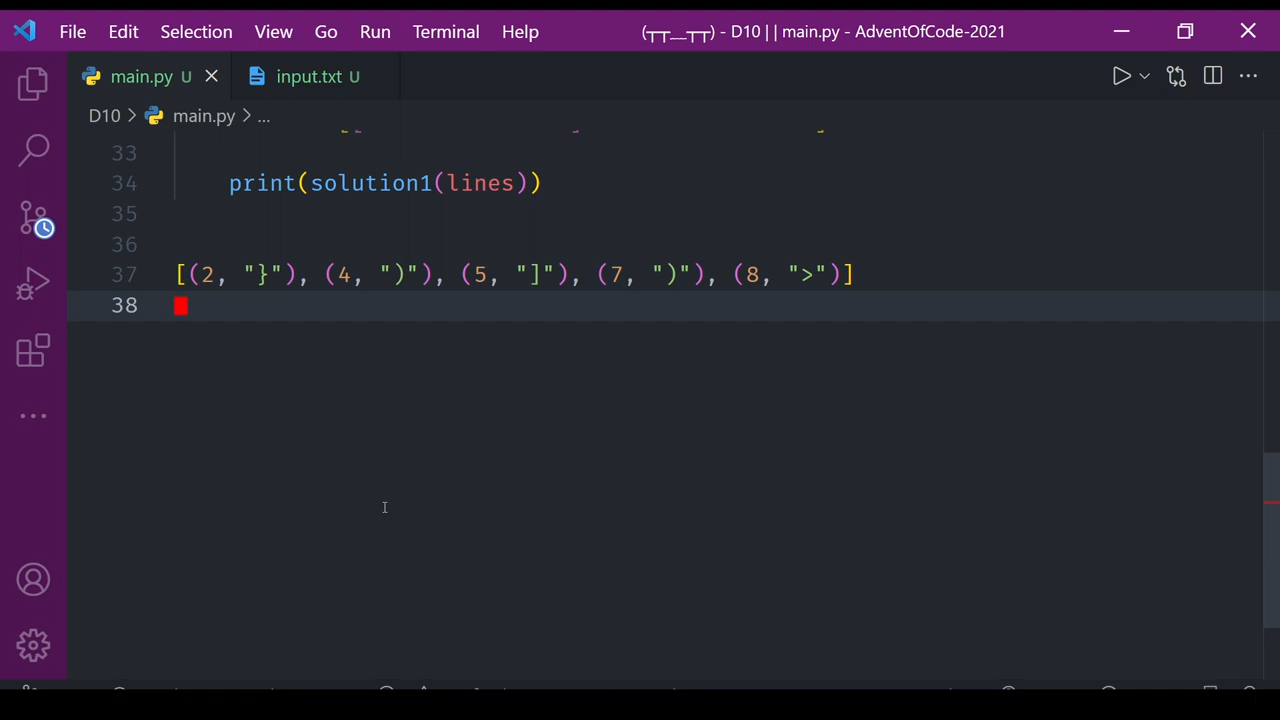 File Edit Selection View Go Run Terminal Help (┬┬﹏┬┬) - D10 || main.py - AdventOfCode-2021
main.py U input.txt U
D10 > main.py > ...
33
34 print(solution1(lines))
35
36
37 [(2, "}"), (4, ")"), (5, "]"), (7, ")"), (8, ">")]
38